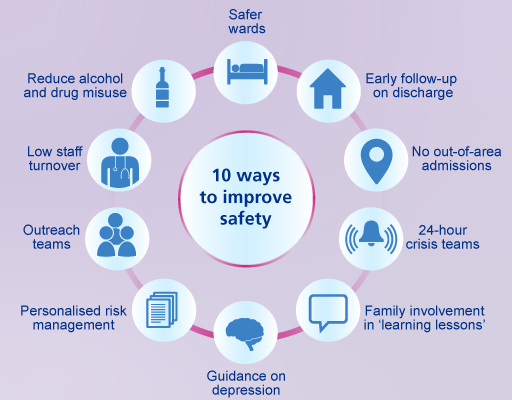 Safer
wards
Early follow-up
on discharge
No out-of-area
admissions
24-hour
crisis teams
Family involvement
in ‘learning lessons’
Guidance on
depression
Personalised risk
management
Outreach
teams
Low staff
turnover
Reduce alcohol
and drug misuse
10 ways
to improve
safety